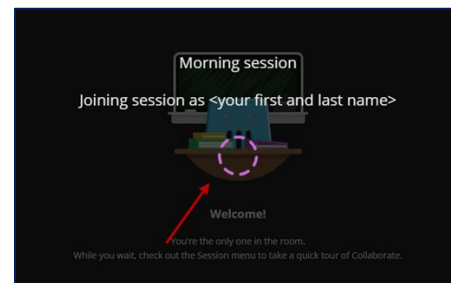 Morning session
Joining session as <your first and last name>
Welcome!
You're the only one in the room.
While you wait, check out the Session menu to take a quick tour of Collaborate.